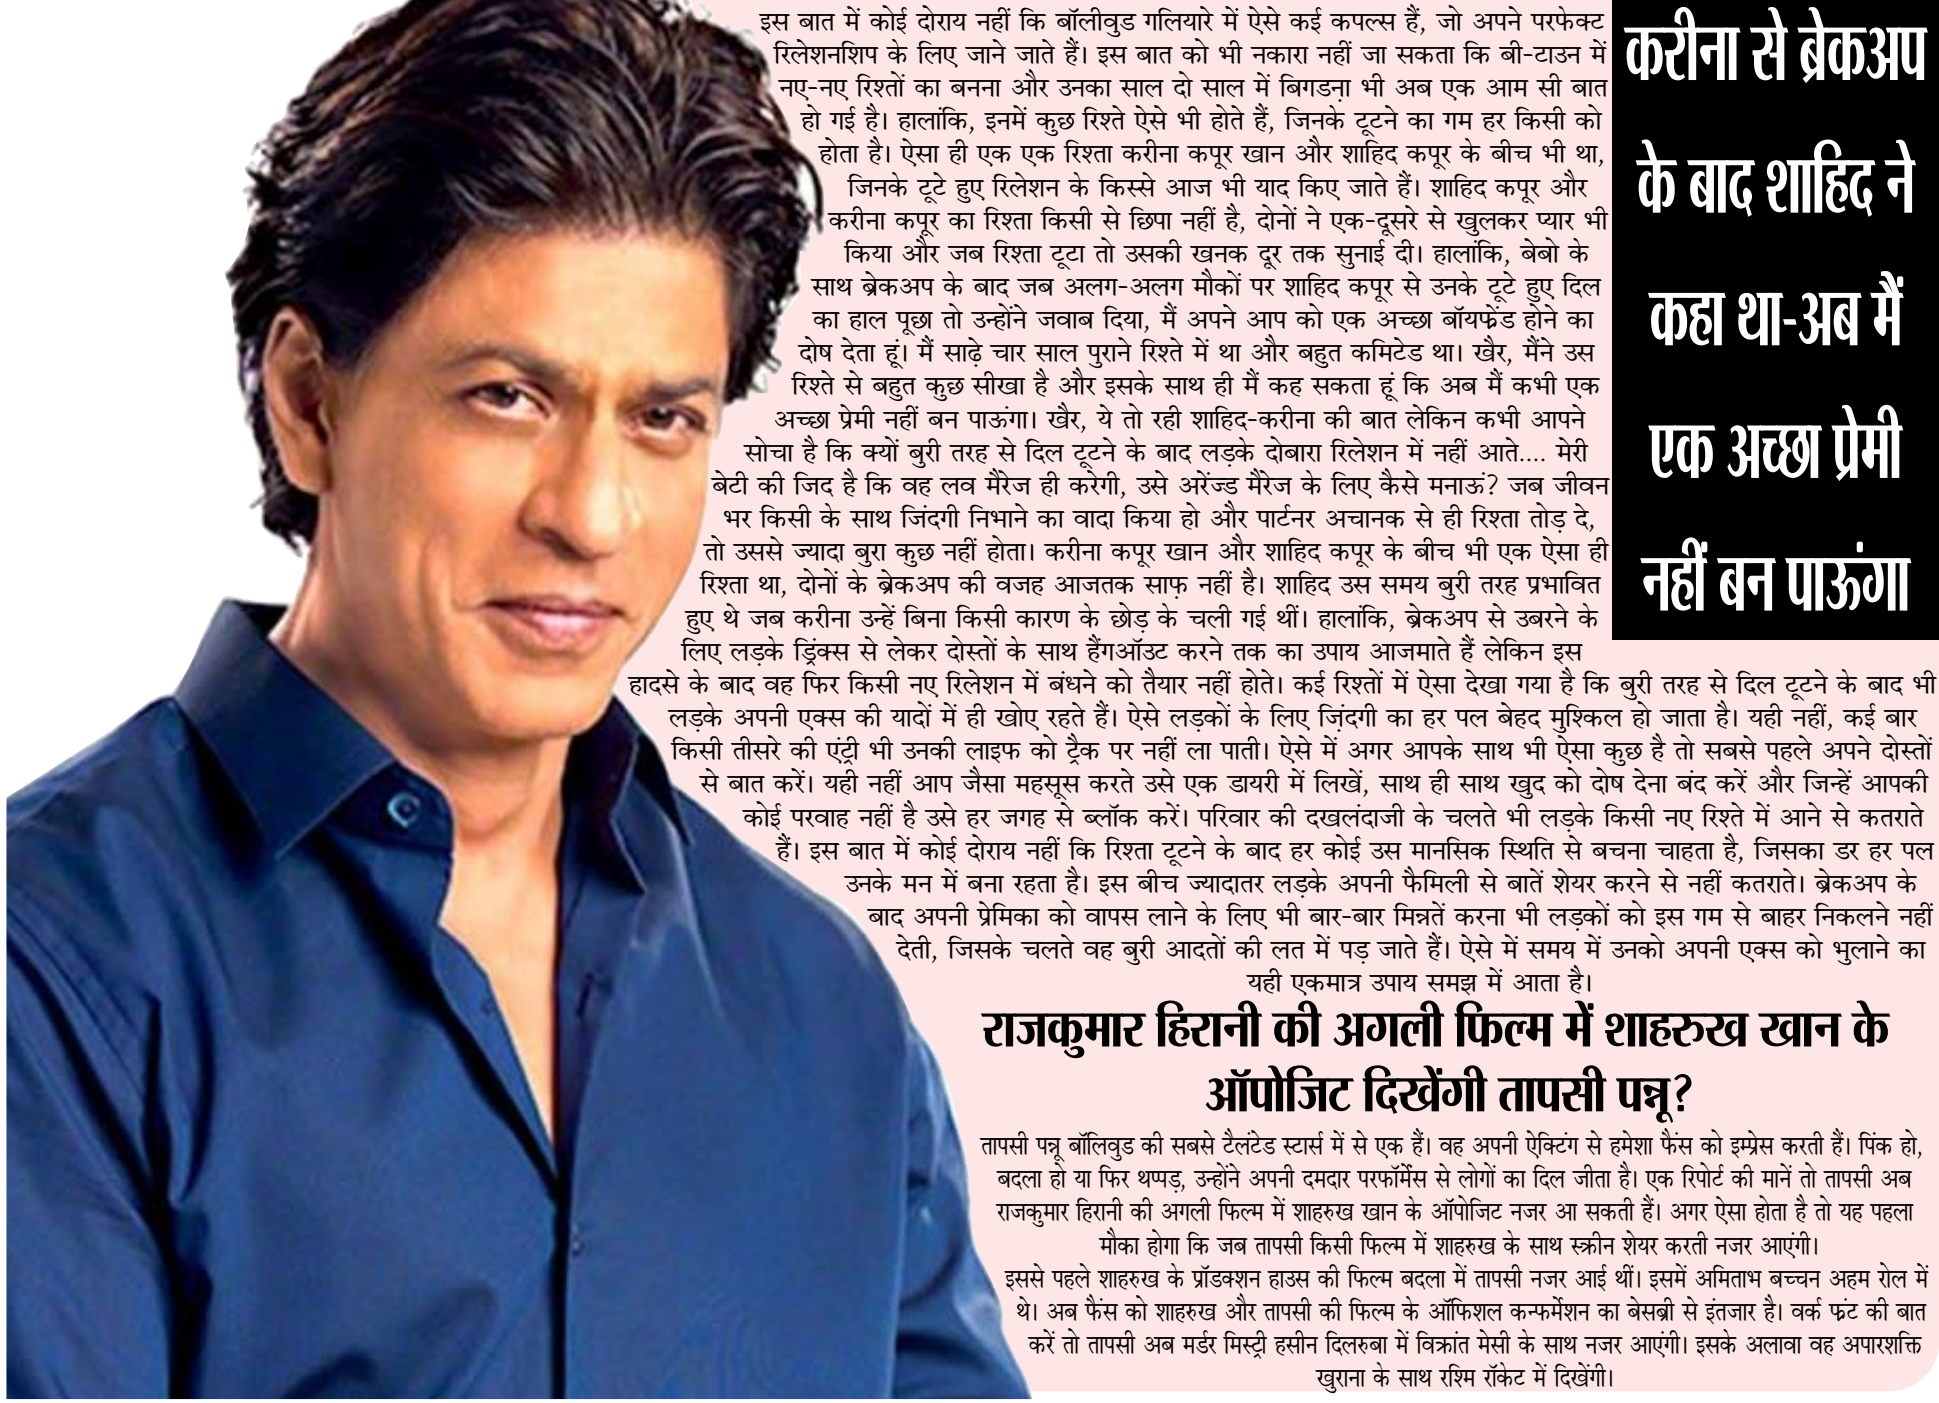 करीना से ब्रेकअप
के बाद शाहिद ने
कहा था-अब मैं
एक अच्छा प्रेमी
नहीं बन पाऊंगा
इस बात में कोई दोराय नहीं कि बॉलीवुड गलियारे में ऐसे कई कपल्स हैं, जो अपने परफेक्ट
रिलेशनशिप के लिए जाने जाते हैं। इस बात को भी नकारा नहीं जा सकता कि बी-टाउन में
नए-नए रिश्तों का बनना और उनका साल दो साल में बिगडऩा भी अब एक आम सी बात
हो गई है। हालांकि, इनमें कुछ रिश्ते ऐसे भी होते हैं, जिनके टूटने का गम हर किसी को
होता है। ऐसा ही एक एक रिश्ता करीना कपूर खान और शाहिद कपूर के बीच भी था,
जिनके टूटे हुए रिलेशन के किस्से आज भी याद किए जाते हैं। शाहिद कपूर और
करीना कपूर का रिश्ता किसी से छिपा नहीं है, दोनों ने एक-दूसरे से खुलकर प्यार भी
किया और जब रिश्ता टूटा तो उसकी खनक दूर तक सुनाई दी। हालांकि, बेबो के
साथ ब्रेकअप के बाद जब अलग-अलग मौकों पर शाहिद कपूर से उनके टूटे हुए दिल
का हाल पूछा तो उन्होंने जवाब दिया, मैं अपने आप को एक अच्छा बॉयफ्रेंड होने का
दोष देता हूं। मैं साढ़े चार साल पुराने रिश्ते में था और बहुत कमिटेड था। खैर, मैंने उस
रिश्ते से बहुत कुछ सीखा है और इसके साथ ही मैं कह सकता हूं कि अब मैं कभी एक
अच्छा प्रेमी नहीं बन पाऊंगा। खैर, ये तो रही शाहिद-करीना की बात लेकिन कभी आपने
सोचा है कि क्यों बुरी तरह से दिल टूटने के बाद लड़के दोबारा रिलेशन में नहीं आते.... मेरी
बेटी की जिद है कि वह लव मैरेज ही करेगी, उसे अरेंज्ड मैरेज के लिए कैसे मनाऊं? जब जीवन
भर किसी के साथ जिंदगी निभाने का वादा किया हो और पार्टनर अचानक से ही रिश्ता तोड़ दे,
तो उससे ज्यादा बुरा कुछ नहीं होता। करीना कपूर खान और शाहिद कपूर के बीच भी एक ऐसा ही
रिश्ता था, दोनों के ब्रेकअप की वजह आजतक साफ़ नहीं है। शाहिद उस समय बुरी तरह प्रभावित
हुए थे जब करीना उन्हें बिना किसी कारण के छोड़ के चली गई थीं। हालांकि, ब्रेकअप से उबरने के
लिए लड़के ड्रिंक्स से लेकर दोस्तों के साथ हैंगऑउट करने तक का उपाय आजमाते हैं लेकिन इस
हादसे के बाद वह फिर किसी नए रिलेशन में बंधने को तैयार नहीं होते। कई रिश्तों में ऐसा देखा गया है कि बुरी तरह से दिल टूटने के बाद भी
लड़के अपनी एक्स की यादों में ही खोए रहते हैं। ऐसे लड़कों के लिए ज़िंदगी का हर पल बेहद मुश्किल हो जाता है। यही नहीं, कई बार
किसी तीसरे की एंट्री भी उनकी लाइफ को ट्रैक पर नहीं ला पाती। ऐसे में अगर आपके साथ भी ऐसा कुछ है तो सबसे पहले अपने दोस्तों
से बात करें। यही नहीं आप जैसा महसूस करते उसे एक डायरी में लिखें, साथ ही साथ खुद को दोष देना बंद करें और जिन्हें आपकी
कोई परवाह नहीं है उसे हर जगह से ब्लॉक करें। परिवार की दखलंदाजी के चलते भी लड़के किसी नए रिश्ते में आने से कतराते
हैं। इस बात में कोई दोराय नहीं कि रिश्ता टूटने के बाद हर कोई उस मानसिक स्थिति से बचना चाहता है, जिसका डर हर पल
उनके मन में बना रहता है। इस बीच ज्यादातर लड़के अपनी फैमिली से बातें शेयर करने से नहीं कतराते। ब्रेकअप के
बाद अपनी प्रेमिका को वापस लाने के लिए भी बार-बार मिन्नतें करना भी लड़कों को इस गम से बाहर निकलने नहीं
देती, जिसके चलते वह बुरी आदतों की लत में पड़ जाते हैं। ऐसे में समय में उनको अपनी एक्स को भुलाने का
यही एकमात्र उपाय समझ में आता है।
राजकुमार हिरानी की अगली फिल्म में शाहरुख खान के
ऑपोजिट दिखेंगी तापसी पन्नू?
तापसी पन्नू बॉलिवुड की सबसे टैलंटेड स्टार्स में से एक हैं। वह अपनी ऐक्टिंग से हमेशा फैंस को इम्प्रेस करती हैं। पिंक हो,
बदला हो या फिर थप्पड़, उन्होंने अपनी दमदार परफॉर्मेंस से लोगों का दिल जीता है। एक रिपोर्ट की मानें तो तापसी अब
राजकुमार हिरानी की अगली फिल्म में शाहरुख खान के ऑपोजिट नजर आ सकती हैं। अगर ऐसा होता है तो यह पहला
मौका होगा कि जब तापसी किसी फिल्म में शाहरुख के साथ स्क्रीन शेयर करती नजर आएंगी।
इससे पहले शाहरुख के प्रॉडक्शन हाउस की फिल्म बदला में तापसी नजर आई थीं। इसमें अमिताभ बच्चन अहम रोल में
थे। अब फैंस को शाहरुख और तापसी की फिल्म के ऑफिशल कन्फर्मेशन का बेसब्री से इंतजार है। वर्क फ्रंट की बात
करें तो तापसी अब मर्डर मिस्ट्री हसीन दिलरुबा में विक्रांत मेसी के साथ नजर आएंगी। इसके अलावा वह अपारशक्ति
खुराना के साथ रश्मि रॉकेट में दिखेंगी।